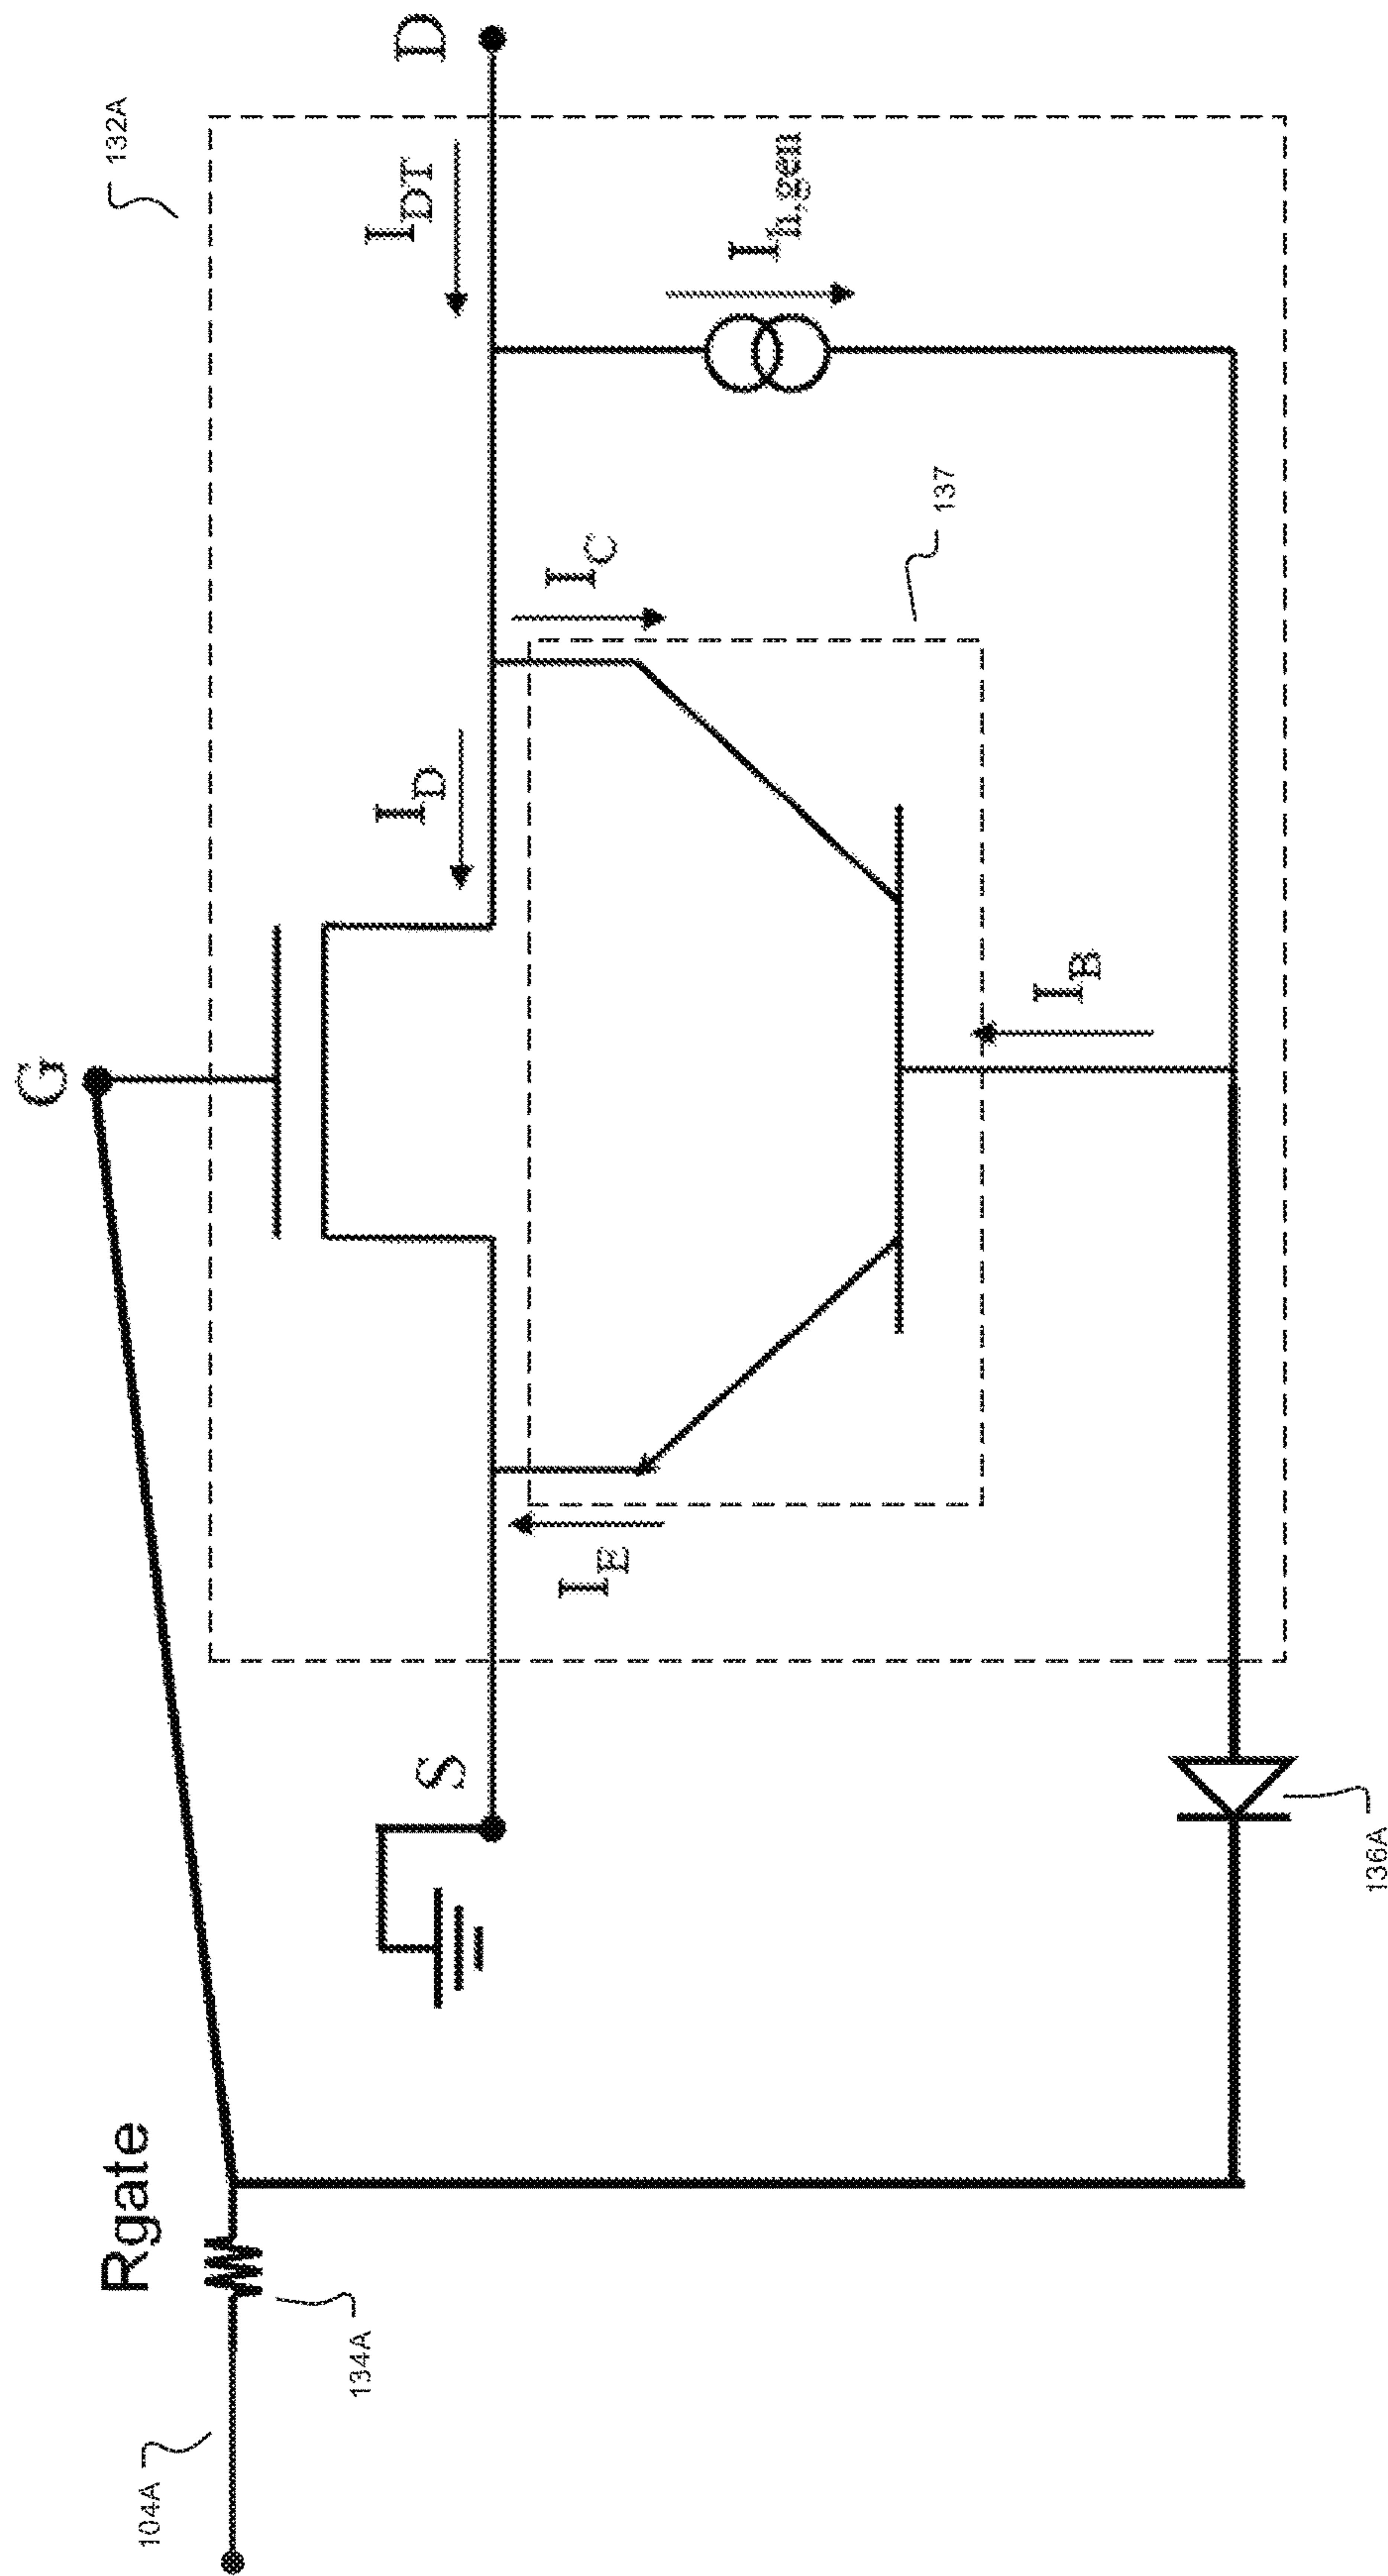 G
132A
D
I_DT
I_D
I_C
I_h,gen
137
I_B
I_E
S
Rgate
104A
134A
136A